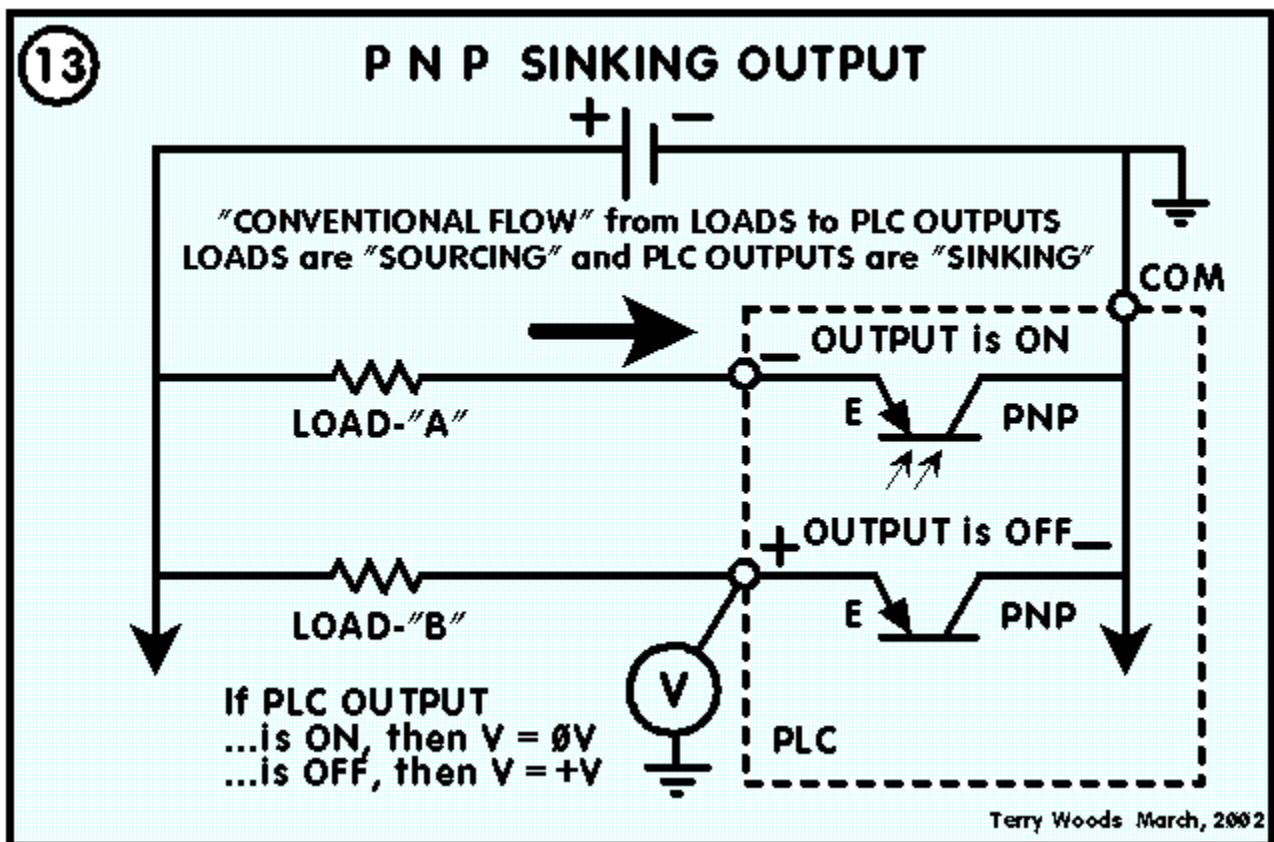 13
P N P SINKING OUTPUT
+ −
"CONVENTIONAL FLOW" from LOADS to PLC OUTPUTS
LOADS are "SOURCING" and PLC OUTPUTS are "SINKING"
COM
− OUTPUT is ON
LOAD-"A"
E
PNP
+ OUTPUT is OFF −
LOAD-"B"
E
PNP
V
If PLC OUTPUT
...is ON, then V = ØV
...is OFF, then V = +V
PLC
Terry Woods March, 2002